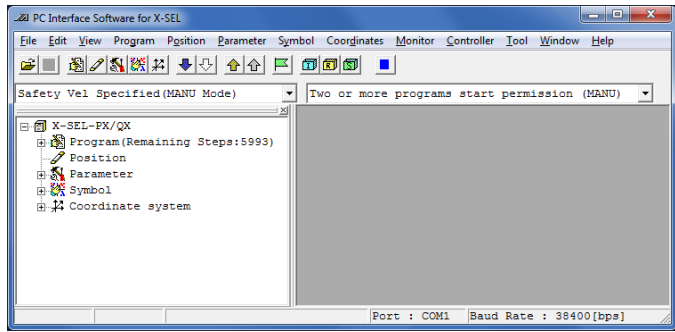 PC Interface Software for X-SEL
File Edit View Program Position Parameter Symbol Coordinates Monitor Controller Tool Window Help
Safety Vel Specified(MANU Mode) Two or more programs start permission (MANU)
X-SEL-PX/QX
Program(Remaining Steps:5993)
Position
Parameter
Symbol
Coordinate system
Port : COM1 Baud Rate : 38400[bps]